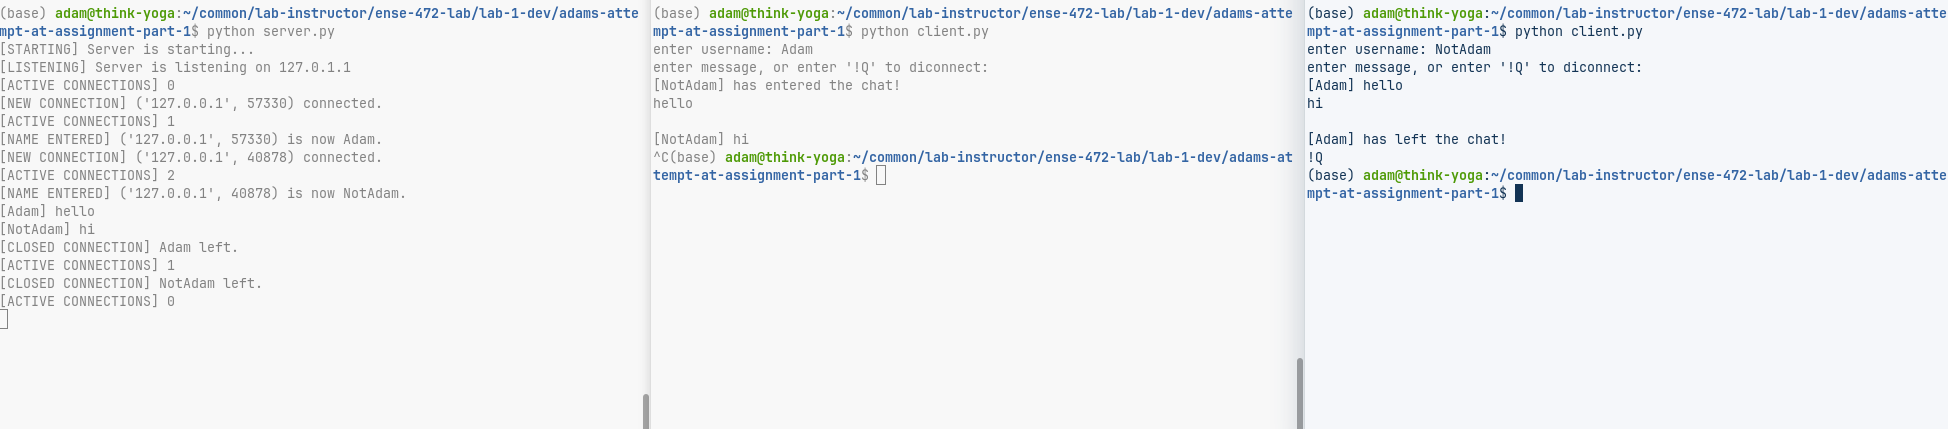 (base) adam@think-yoga:~/common/lab-instructor/ense-472-lab/lab-1-dev/adams-atte
mpt-at-assignment-part-1$ python server.py
[STARTING] Server is starting...
[LISTENING] Server is listening on 127.0.1.1
[ACTIVE CONNECTIONS] 0
[NEW CONNECTION] ('127.0.0.1', 57330) connected.
[ACTIVE CONNECTIONS] 1
[NAME ENTERED] ('127.0.0.1', 57330) is now Adam.
[NEW CONNECTION] ('127.0.0.1', 40878) connected.
[ACTIVE CONNECTIONS] 2
[NAME ENTERED] ('127.0.0.1', 40878) is now NotAdam.
[Adam] hello
[NotAdam] hi
[CLOSED CONNECTION] Adam left.
[ACTIVE CONNECTIONS] 1
[CLOSED CONNECTION] NotAdam left.
[ACTIVE CONNECTIONS] 0
(base) adam@think-yoga:~/common/lab-instructor/ense-472-lab/lab-1-dev/adams-atte
mpt-at-assignment-part-1$ python client.py
enter username: Adam
enter message, or enter '!Q' to diconnect:
[NotAdam] has entered the chat!
hello
[NotAdam] hi
^C(base) adam@think-yoga:~/common/lab-instructor/ense-472-lab/lab-1-dev/adams-at
tempt-at-assignment-part-1$
(base) adam@think-yoga:~/common/lab-instructor/ense-472-lab/lab-1-dev/adams-atte
mpt-at-assignment-part-1$ python client.py
enter username: NotAdam
enter message, or enter '!Q' to diconnect:
[Adam] hello
hi
[Adam] has left the chat!
!Q
(base) adam@think-yoga:~/common/lab-instructor/ense-472-lab/lab-1-dev/adams-atte
mpt-at-assignment-part-1$